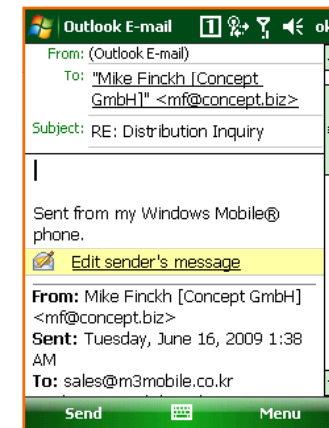 Outlook E-mail 1 ok
From: (Outlook E-mail)
To: "Mike Finckh [Concept
GmbH]" <mf@concept.biz>
Subject: RE: Distribution Inquiry
Sent from my Windows Mobile®
phone.
Edit sender's message
From: Mike Finckh [Concept GmbH]
<mf@concept.biz>
Sent: Tuesday, June 16, 2009 1:38
AM
To: sales@m3mobile.co.kr
Send Menu